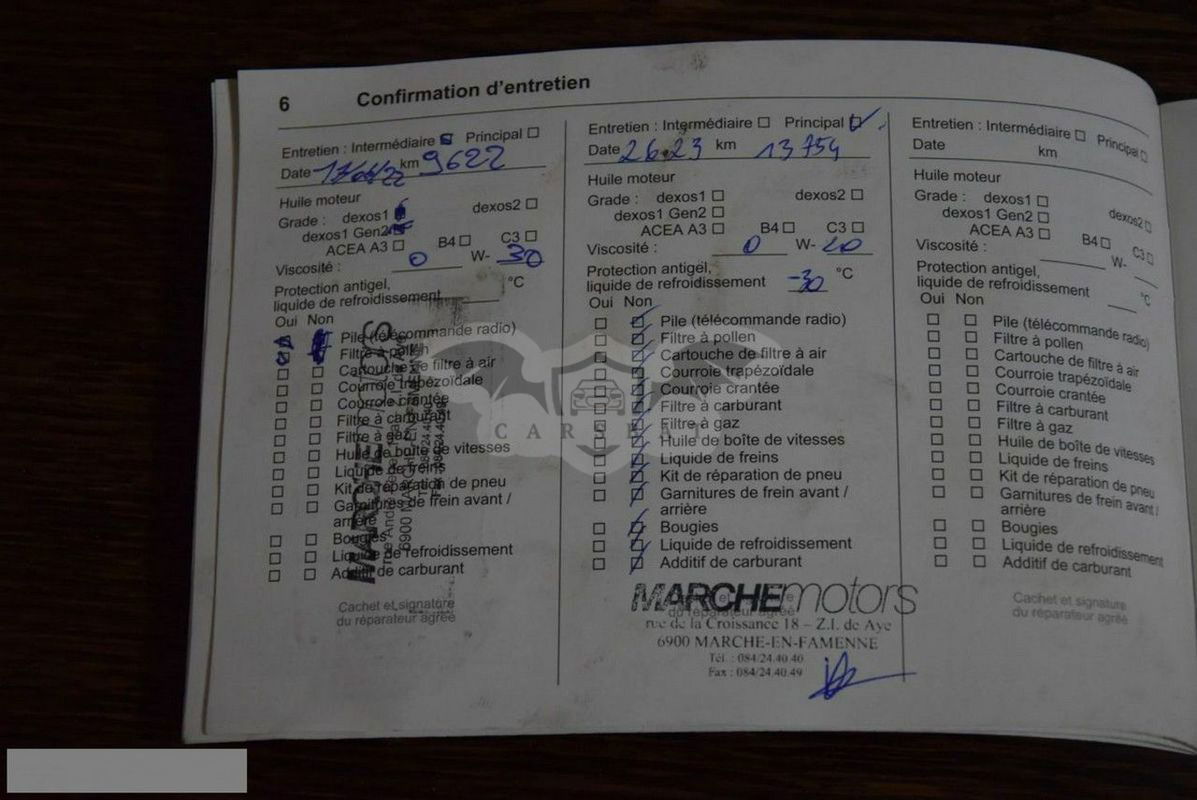 6 Confirmation d'entretien
Entretien : Intermédiaire Principal
Date km 9622
Huile moteur
Grade : dexos1 dexos2
dexos1 Gen2
ACEA A3 B4 C3
Viscosité : 0 W- 30
Protection antigel,
liquide de refroidissement °C
Oui Non
Pile (télécommande radio)
Filtre à pollen
Cartouche de filtre à air
Courroie trapézoïdale
Courroie crantée
Filtre à carburant
Filtre à gaz
Huile de boîte de vitesses
Liquide de freins
Kit de réparation de pneu
Garnitures de frein avant /
arrière
Bougies
Liquide de refroidissement
Additif de carburant
Cachet et signature
du réparateur agréé
Entretien : Intermédiaire Principal
Date 26.23 km 13754
Huile moteur
Grade : dexos1 dexos2
dexos1 Gen2
ACEA A3 B4 C3
Viscosité : 0 W- 20
Protection antigel,
liquide de refroidissement -30 °C
Oui Non
Pile (télécommande radio)
Filtre à pollen
Cartouche de filtre à air
Courroie trapézoïdale
Courroie crantée
Filtre à carburant
Filtre à gaz
Huile de boîte de vitesses
Liquide de freins
Kit de réparation de pneu
Garnitures de frein avant /
arrière
Bougies
Liquide de refroidissement
Additif de carburant
MARCHEmotors
du réparateur agréé
rue de la Croissance 18 – Z.I. de Aye
6900 MARCHE-EN-FAMENNE
Tél. : 084/24.40.40
Fax : 084/24.40.49
Entretien : Intermédiaire Principal
Date km
Huile moteur
Grade : dexos1 dexos2
dexos1 Gen2
ACEA A3 B4 C3
Viscosité : W-
Protection antigel,
liquide de refroidissement °C
Oui Non
Pile (télécommande radio)
Filtre à pollen
Cartouche de filtre à air
Courroie trapézoïdale
Courroie crantée
Filtre à carburant
Filtre à gaz
Huile de boîte de vitesses
Liquide de freins
Kit de réparation de pneu
Garnitures de frein avant /
arrière
Bougies
Liquide de refroidissement
Additif de carburant
Cachet et signature
du réparateur agréé